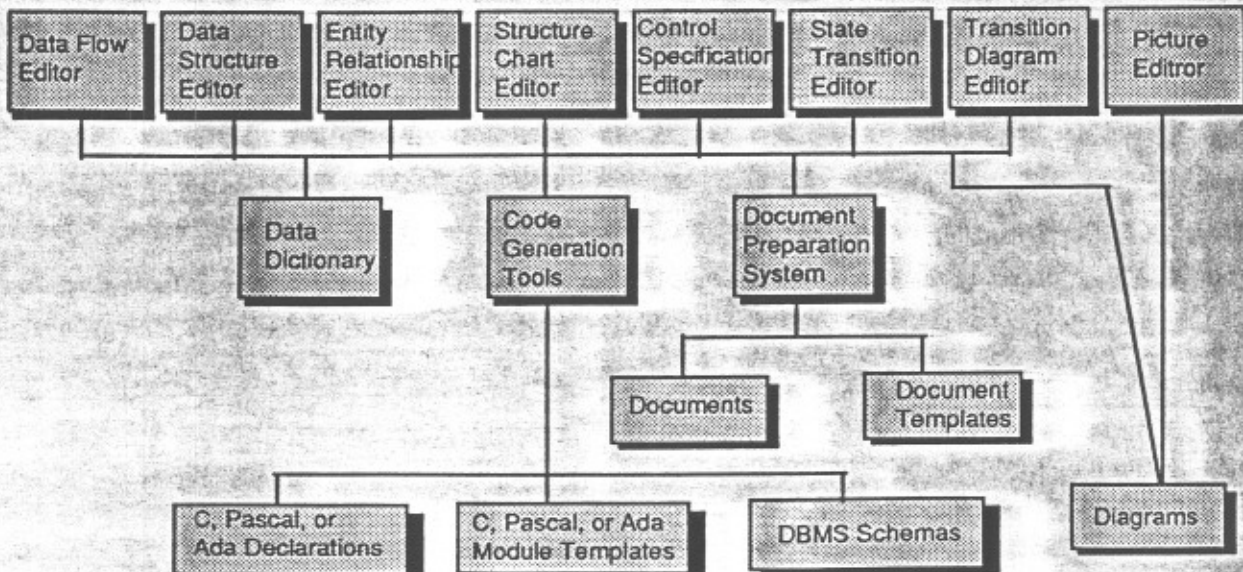 Data Flow
Editor
Data
Structure
Editor
Entity
Relationship
Editor
Structure
Chart
Editor
Control
Specification
Editor
State
Transition
Editor
Transition
Diagram
Editor
Picture
Editror
Data
Dictionary
Code
Generation
Tools
Document
Preparation
System
Documents
Document
Templates
C, Pascal, or
Ada Declarations
C, Pascal, or Ada
Module Templates
DBMS Schemas
Diagrams